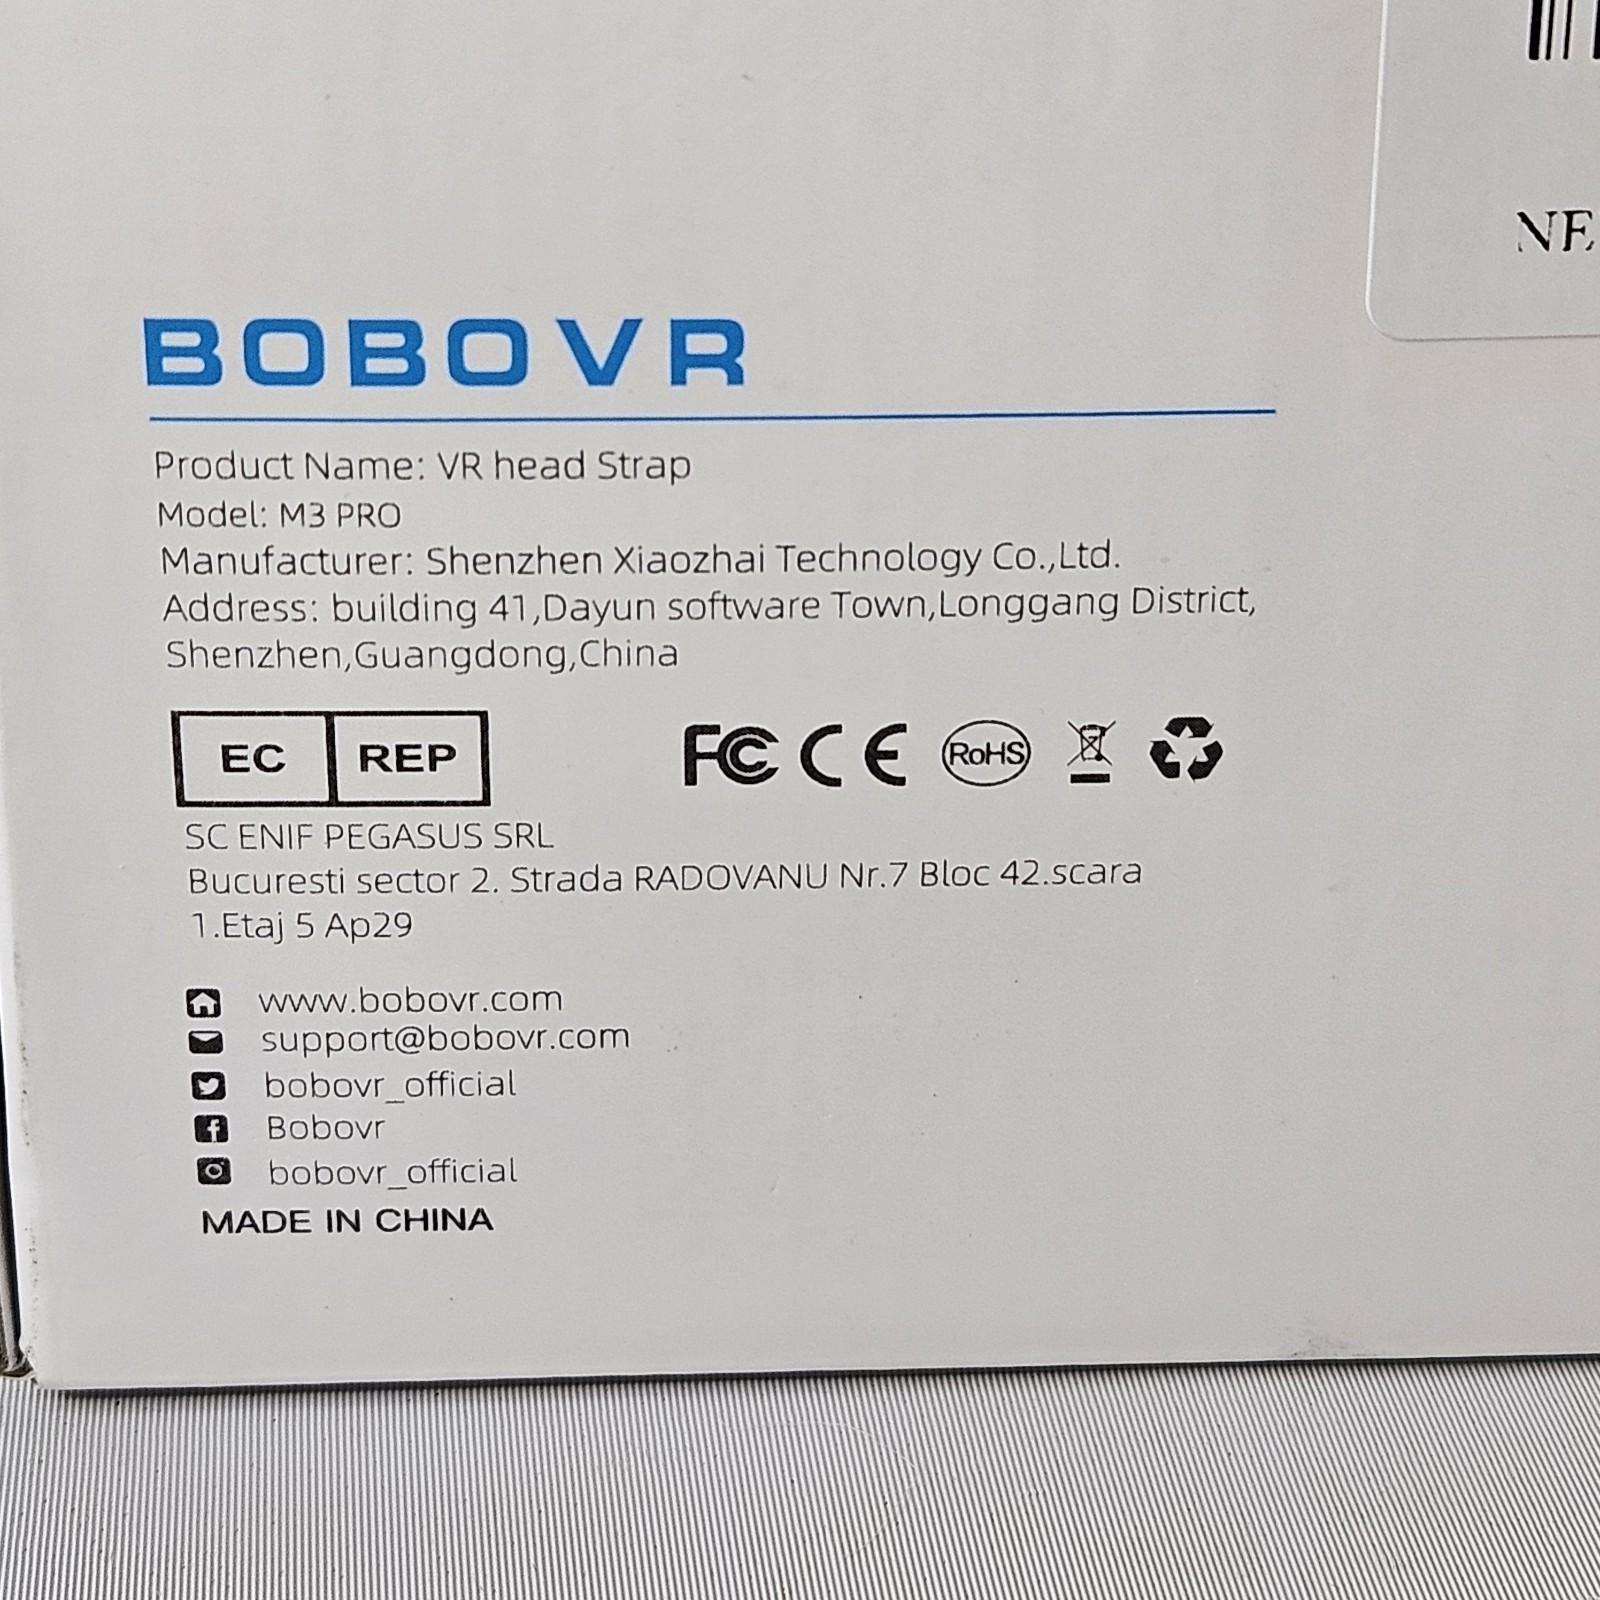 NE
BOBOVR
Product Name: VR head Strap
Model: M3 PRO
Manufacturer: Shenzhen Xiaozhai Technology Co.,Ltd.
Address: building 41,Dayun software Town,Longgang District,
Shenzhen,Guangdong,China
EC REP
FC CE RoHS
SC ENIF PEGASUS SRL
Bucuresti sector 2. Strada RADOVANU Nr.7 Bloc 42.scara
1.Etaj 5 Ap29
www.bobovr.com
support@bobovr.com
bobovr_official
Bobovr
bobovr_official
MADE IN CHINA